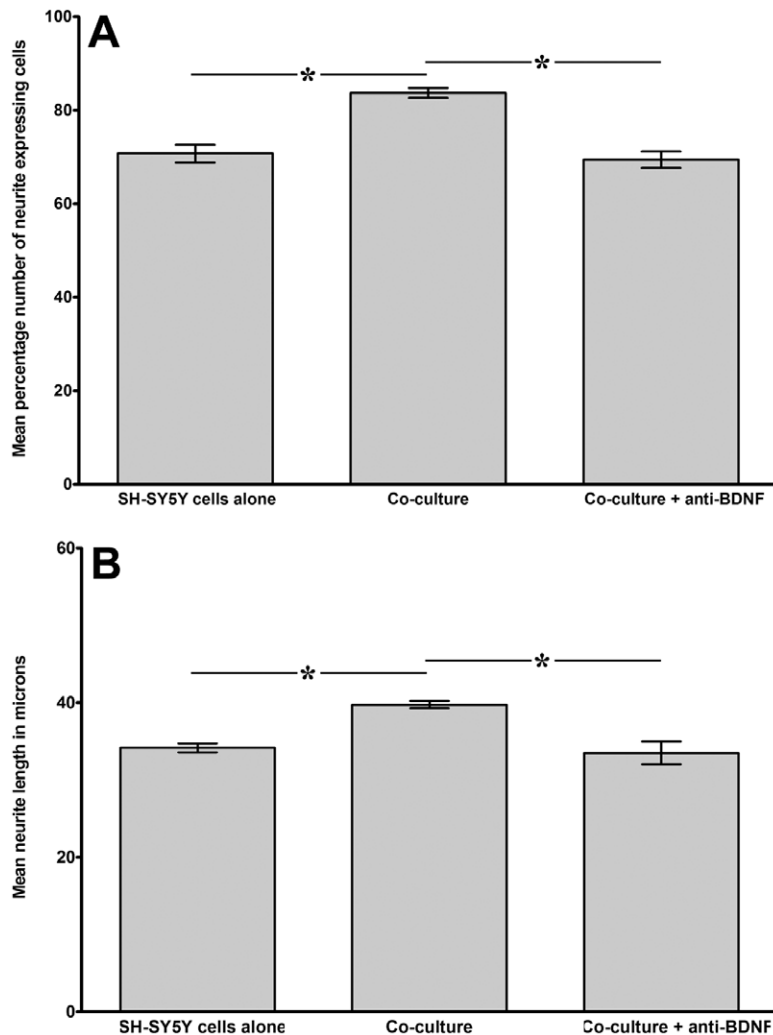 A
Mean percentage number of neurite expressing cells
100
80
60
40
20
0
* *
SH-SY5Y cells alone Co-culture Co-culture + anti-BDNF
B
Mean neurite length in microns
60
40
20
0
* *
SH-SY5Y cells alone Co-culture Co-culture + anti-BDNF